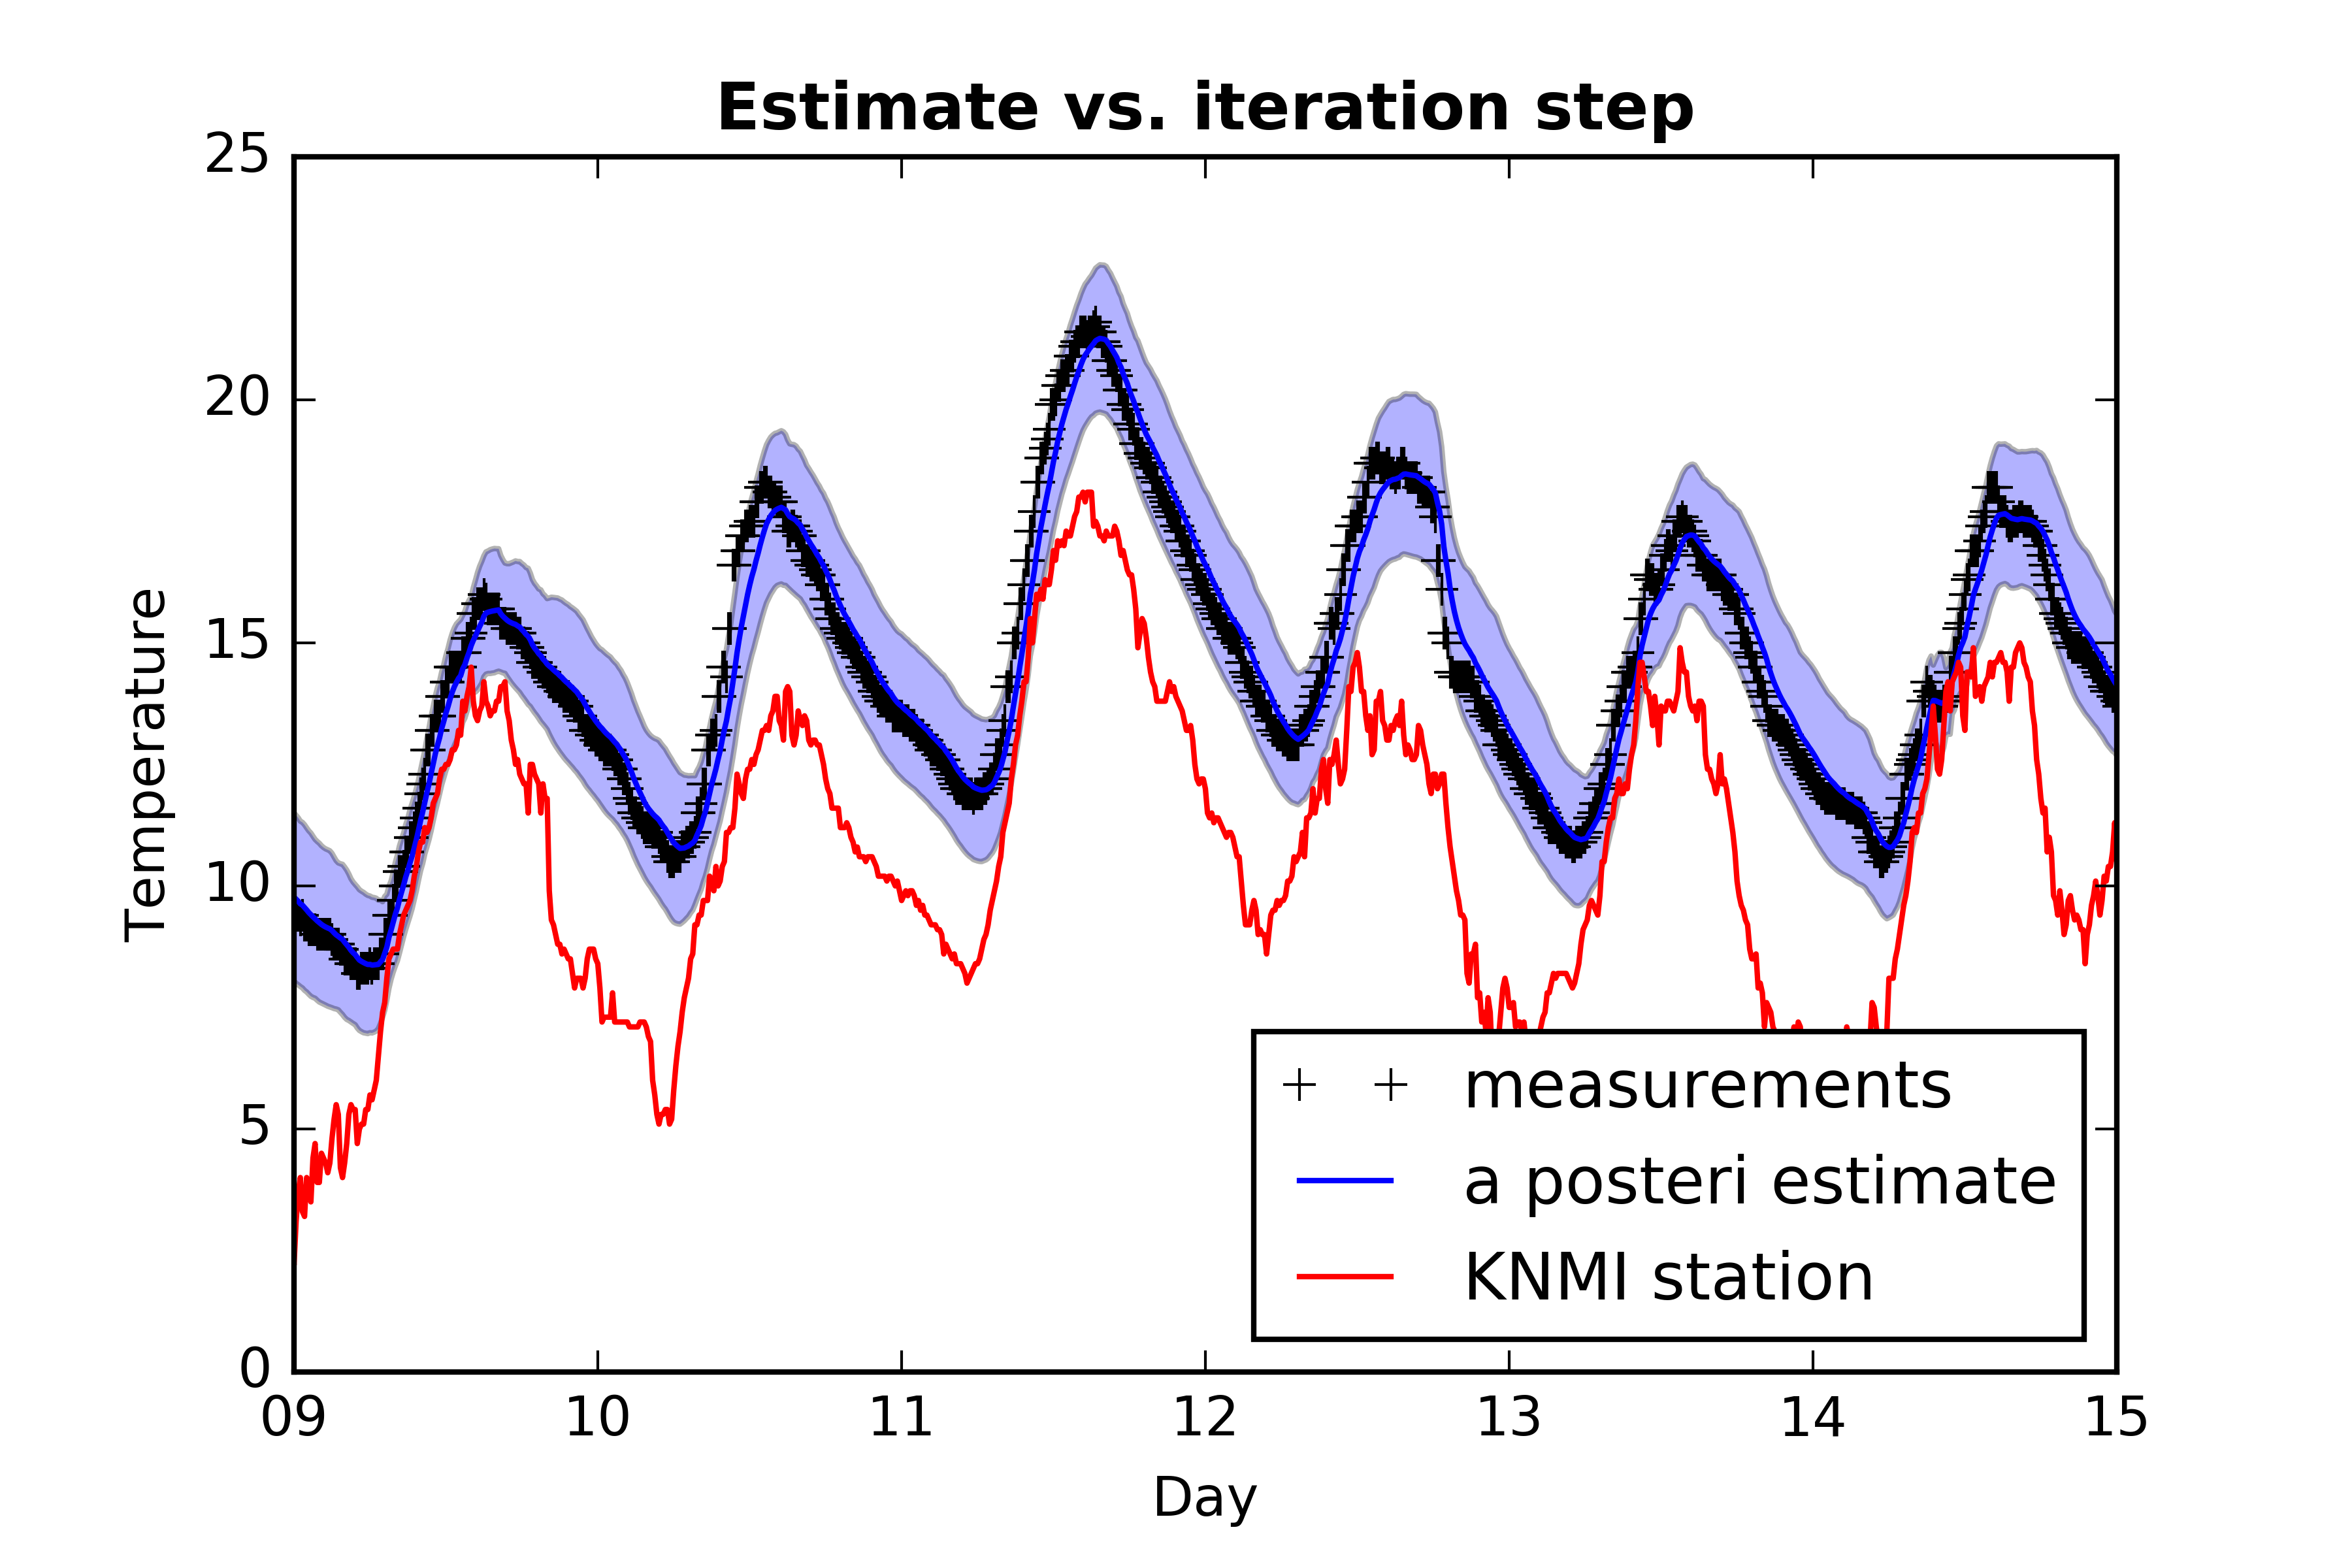 Estimate vs. iteration step
25
20
15
10
5
0
Temperature
measurements
a posteri estimate
KNMI station
09 10 11 12 13 14 15
Day